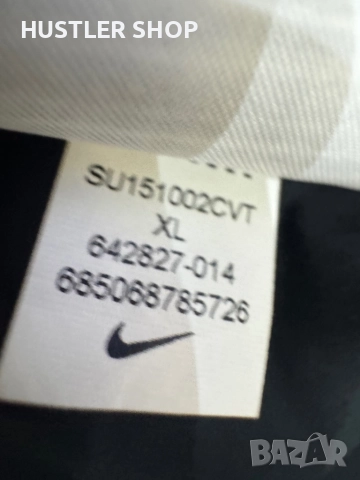 HUSTLER SHOP
SU151002CVT
XL
642827-014
685068785726
BAZAR